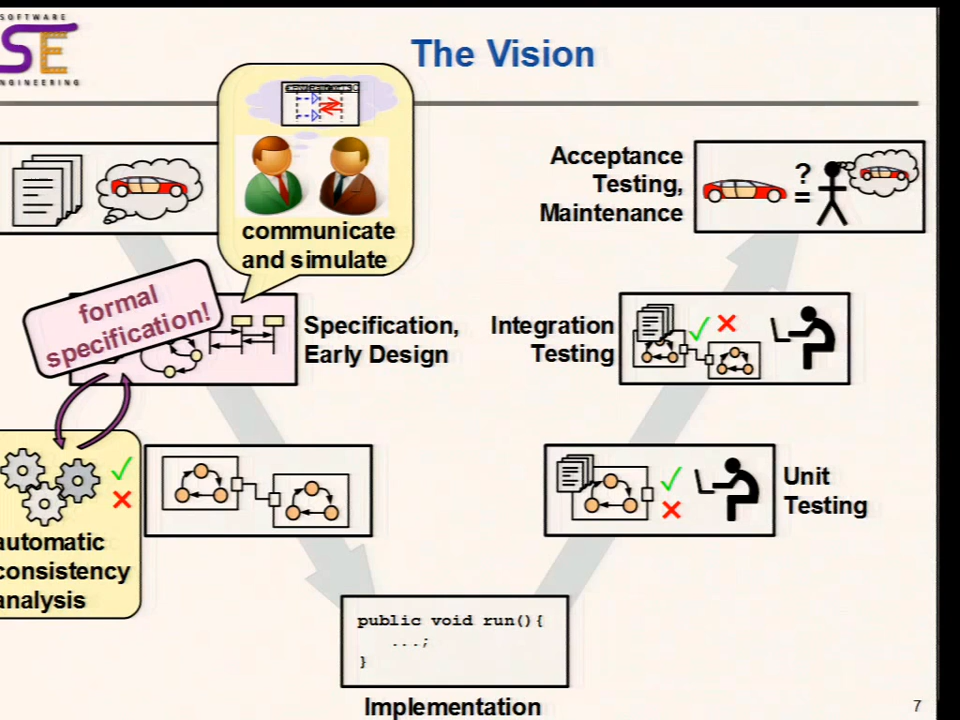 SOFTWARE
SE
NGINEERING
The Vision
communicate
and simulate
Acceptance
Testing,
Maintenance
?
=
formal
specification!
Specification,
Early Design
Integration
Testing
automatic
consistency
analysis
Unit
Testing
public void run(){
...;
}
Implementation
7